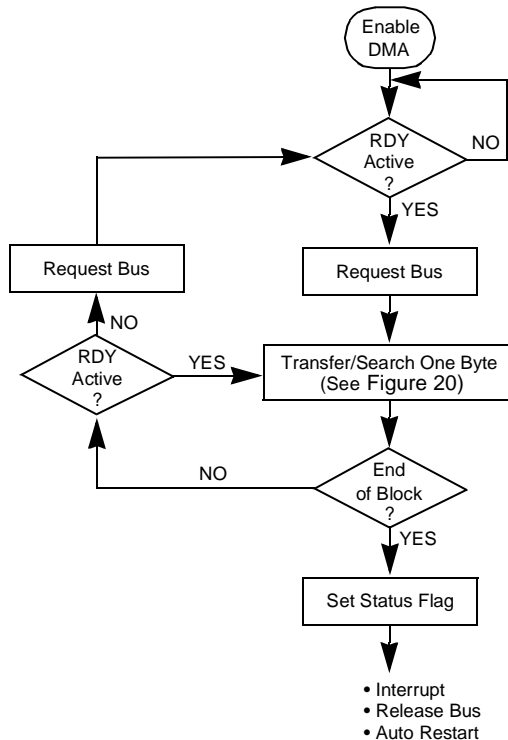 Enable
DMA
RDY
Active
?
NO
YES
Request Bus
Request Bus
NO
RDY
Active
?
YES
Transfer/Search One Byte
(See Figure 20)
NO
End
of Block
?
YES
Set Status Flag
• Interrupt
• Release Bus
• Auto Restart